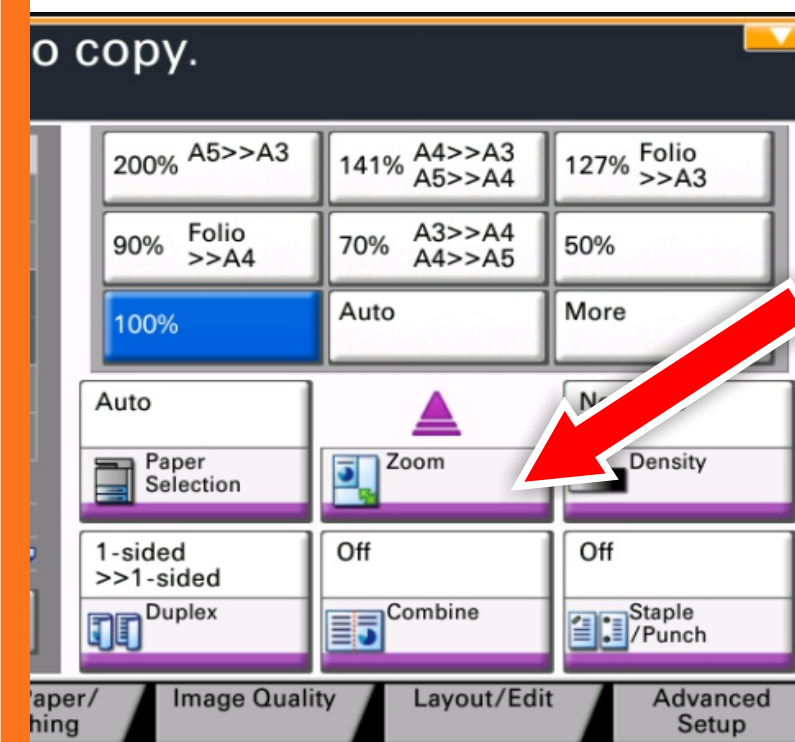 o copy.
200% A5>>A3
141% A4>>A3
A5>>A4
127% Folio
>>A3
90% Folio
>>A4
70% A3>>A4
A4>>A5
50%
100%
Auto
More
Auto
Paper
Selection
Zoom
Density
1-sided
>>1-sided
Duplex
Off
Combine
Off
Staple
/Punch
aper/
hing
Image Quality
Layout/Edit
Advanced
Setup